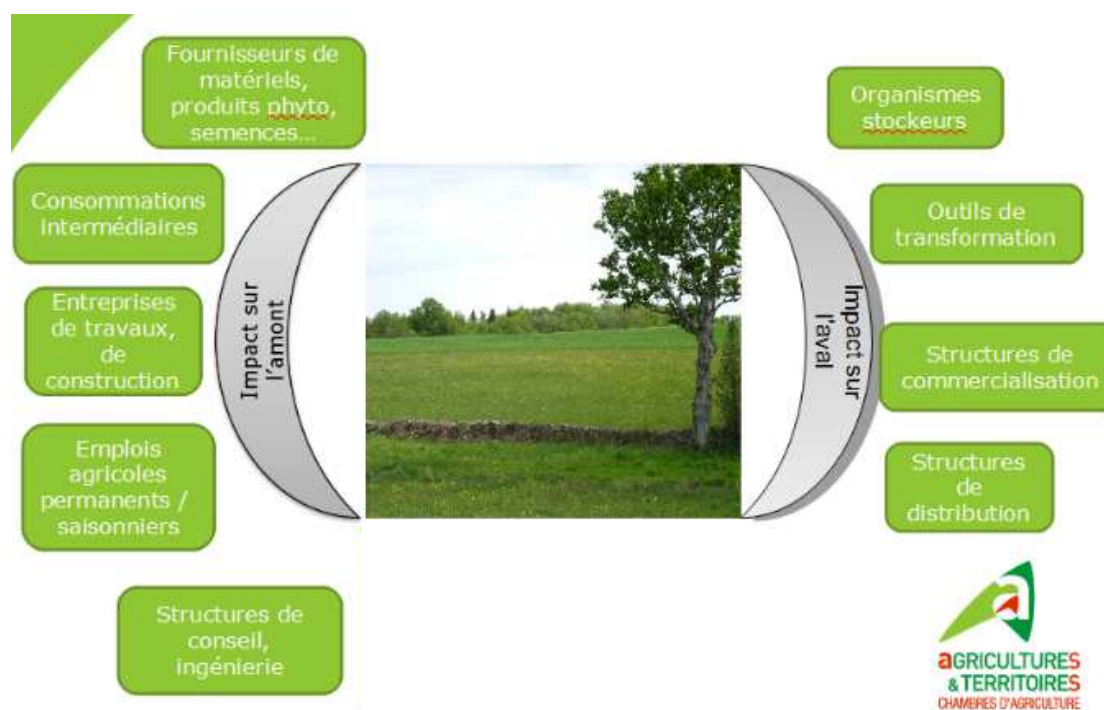 Fournisseurs de
matériels,
produits phyto,
semences...
Consommations
intermédiaires
Entreprises
de travaux,
de
construction
Emplois
agricoles
permanents /
saisonniers
Structures de
conseil,
ingénierie
Impact sur
l'amont
Impact sur
l'aval
Organismes
stockeurs
Outils de
transformation
Structures de
commercialisation
Structures
de
distribution
a
aGRICULTURES
& TERRITOIRES
CHAMBRES D'AGRICULTURE